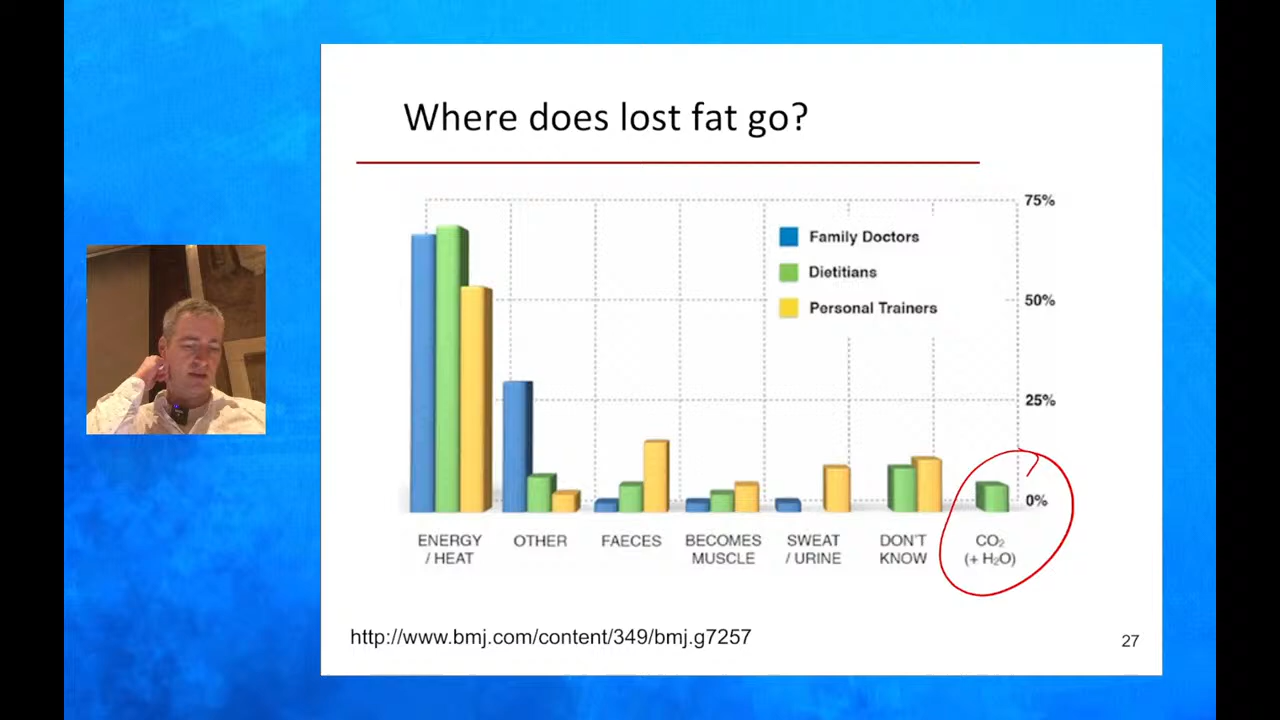 Where does lost fat go?
75%
Family Doctors
Dietitians
50%
Personal Trainers
25%
0%
ENERGY
/ HEAT
OTHER
FAECES
BECOMES
MUSCLE
SWEAT
/ URINE
DON'T
KNOW
CO₂
(+ H₂O)
http://www.bmj.com/content/349/bmj.g7257
27